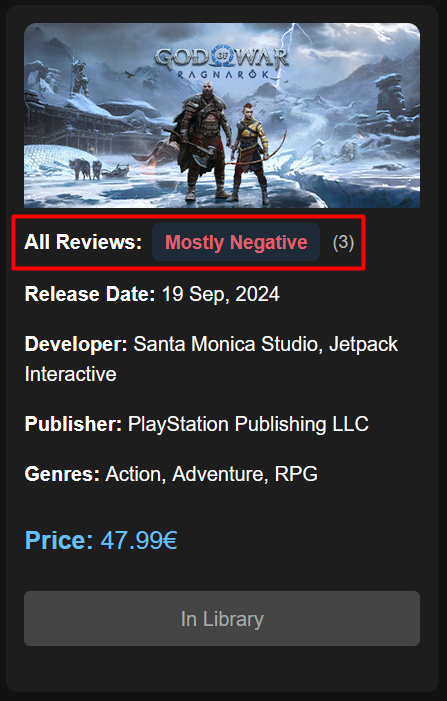 GOD OF WAR
RAGNARÖK
All Reviews: Mostly Negative (3)
Release Date: 19 Sep, 2024
Developer: Santa Monica Studio, Jetpack
Interactive
Publisher: PlayStation Publishing LLC
Genres: Action, Adventure, RPG
Price: 47.99€
In Library